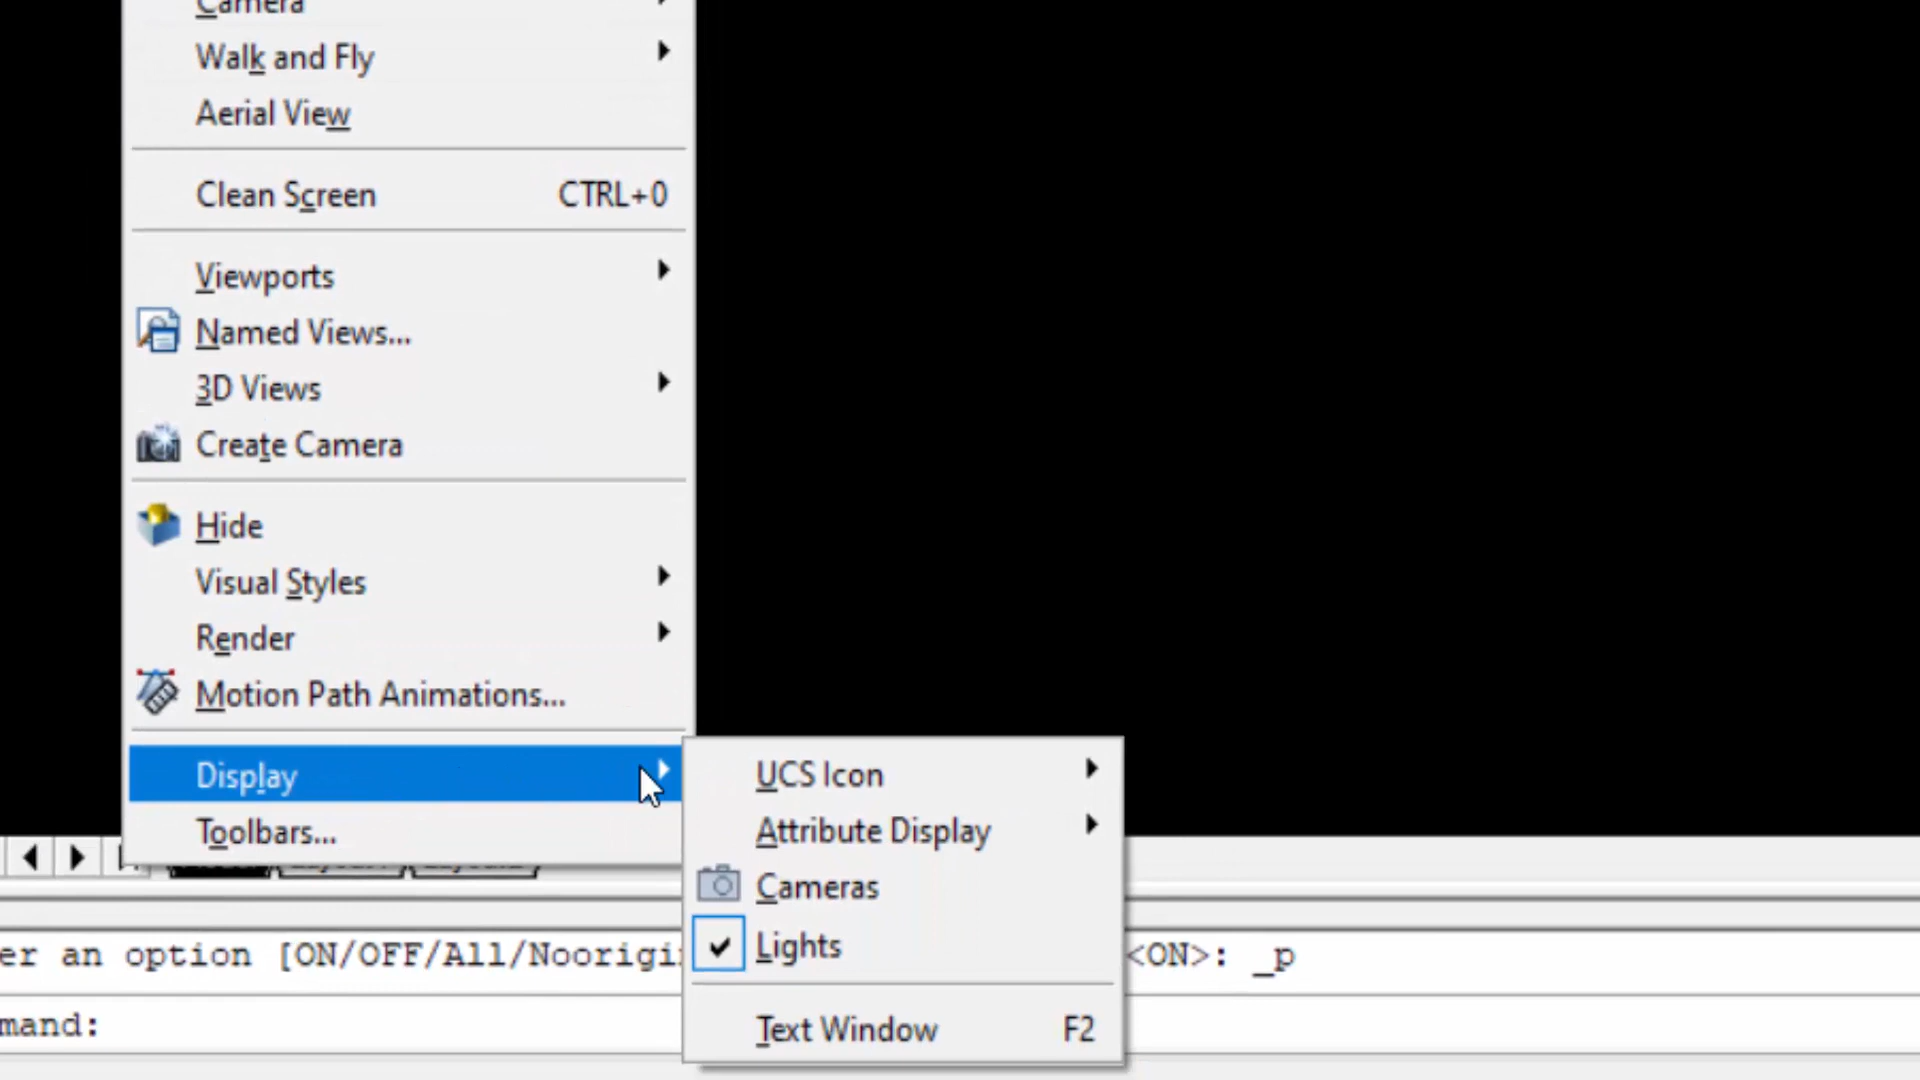 Camera
Walk and Fly
Aerial View
Clean Screen CTRL+0
Viewports
Named Views...
3D Views
Create Camera
Hide
Visual Styles
Render
Motion Path Animations...
Display
Toolbars...
UCS Icon
Attribute Display
Cameras
Lights
Text Window F2
er an option [ON/OFF/All/Noorigi <ON>: _p
mand: